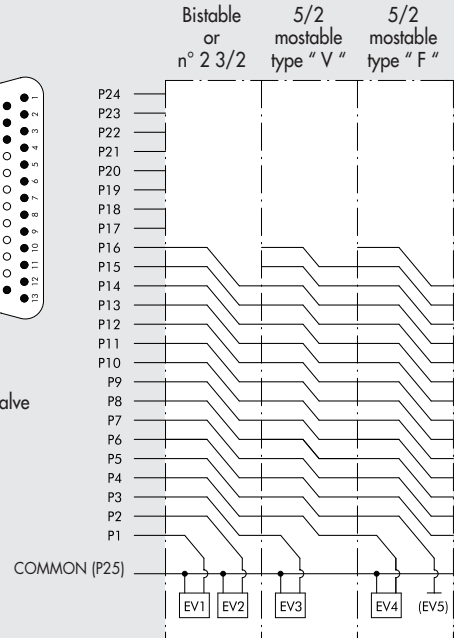 Bistable
or
n° 2 3/2
5/2
mostable
type “ V “
5/2
mostable
type “ F “
1
2
3
4
5
6
7
8
9
10
11
12
13
alve
P24
P23
P22
P21
P20
P19
P18
P17
P16
P15
P14
P13
P12
P11
P10
P9
P8
P7
P6
P5
P4
P3
P2
P1
COMMON (P25)
EV1
EV2
EV3
EV4
(EV5)